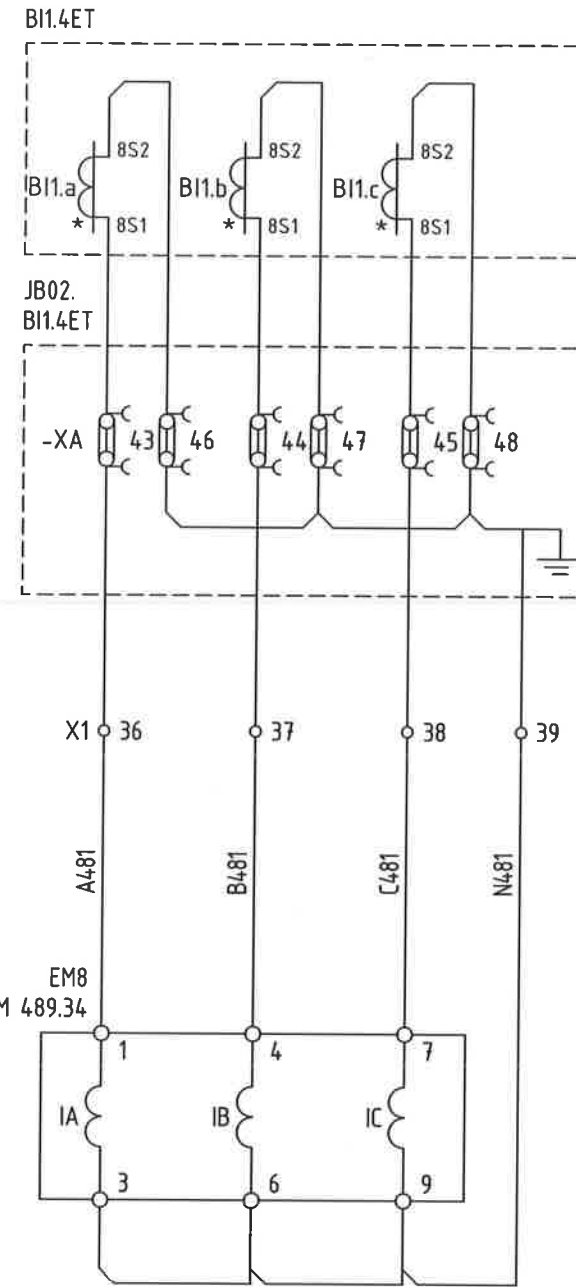 BI1.4ET
8S2
8S2
8S2
BI1.a
BI1.b
BI1.c
* 8S1
* 8S1
* 8S1
JB02.
BI1.4ET
-XA 43 46 44 47 45 48
X1 36 37 38 39
A481
B481
C481
N481
EM8
M 489.34
1 4 7
IA IB IC
3 6 9